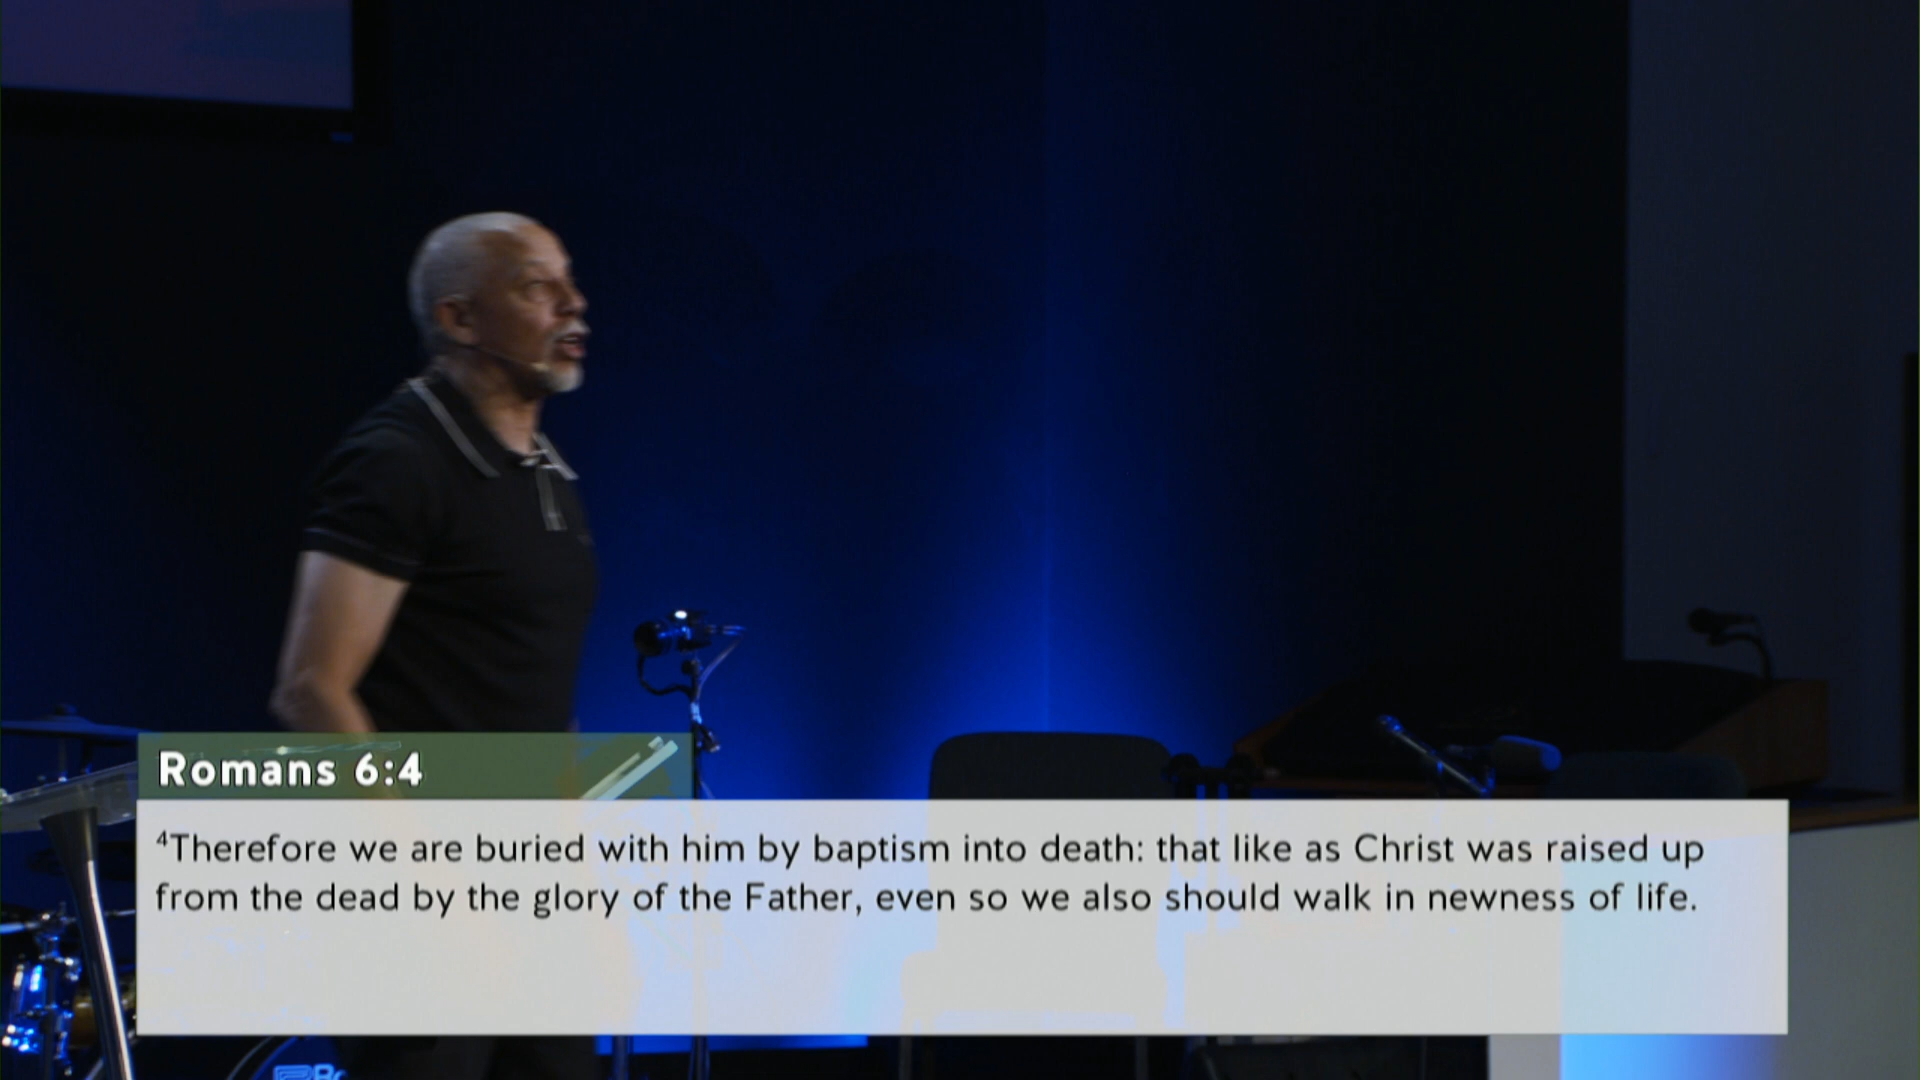 Romans 6:4
⁴Therefore we are buried with him by baptism into death: that like as Christ was raised up
from the dead by the glory of the Father, even so we also should walk in newness of life.